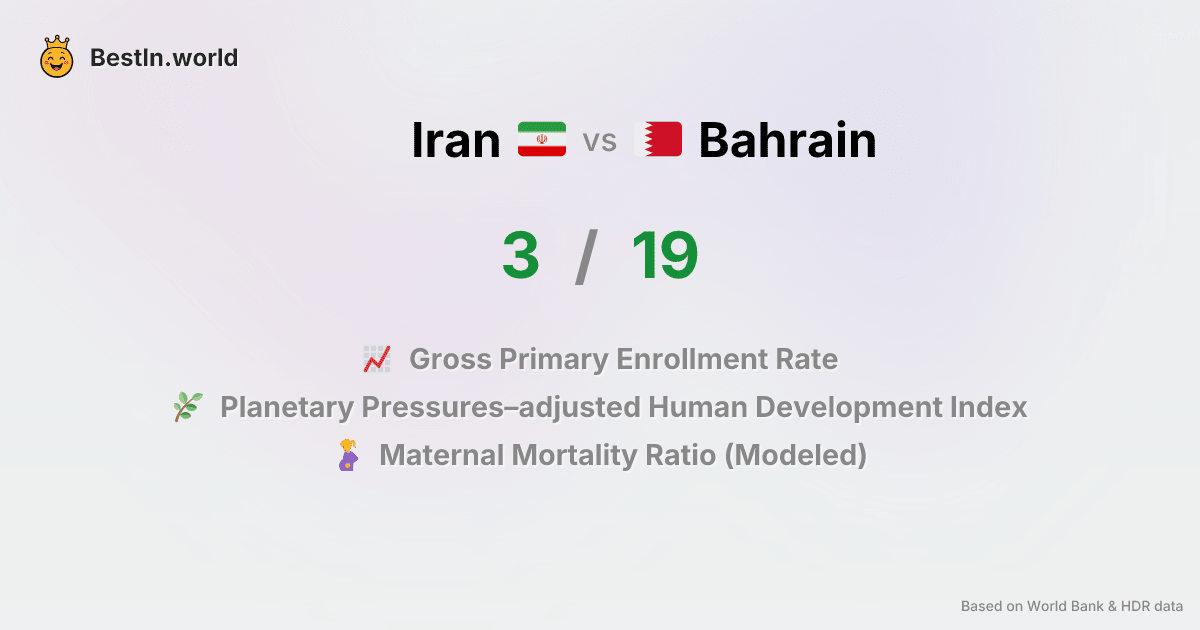 BestIn.world
Iran vs Bahrain
3 / 19
Gross Primary Enrollment Rate
Planetary Pressures–adjusted Human Development Index
Maternal Mortality Ratio (Modeled)
Based on World Bank & HDR data